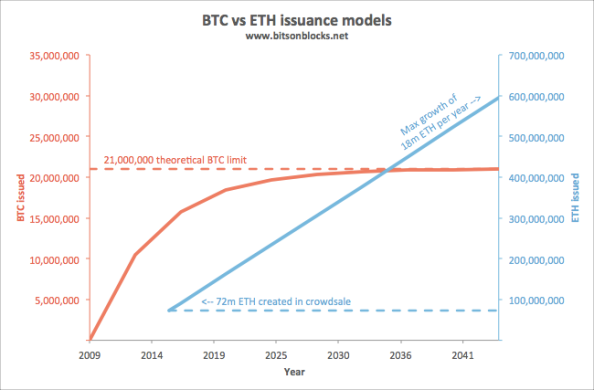 BTC vs ETH issuance models
www.bitsonblocks.net
35,000,000
30,000,000
25,000,000
20,000,000
15,000,000
10,000,000
5,000,000
0
BTC issued
700,000,000
600,000,000
500,000,000
400,000,000
300,000,000
200,000,000
100,000,000
ETH issued
Max growth of
18m ETH per year -->
21,000,000 theoretical BTC limit
<-- 72m ETH created in crowdsale
2009
2014
2019
2025
2030
2036
2041
Year